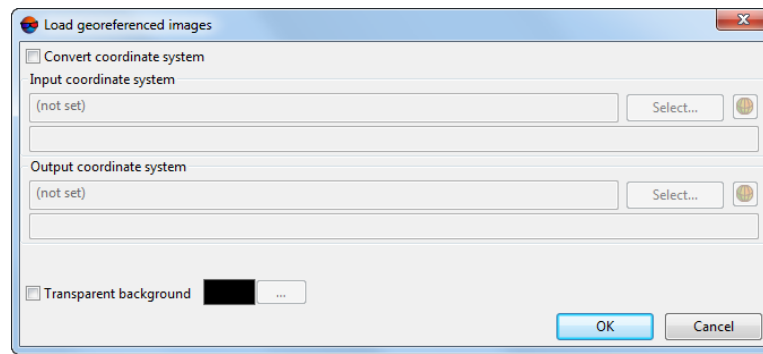 Load georeferenced images
Convert coordinate system
Input coordinate system
(not set) Select...
Output coordinate system
(not set) Select...
Transparent background ...
OK Cancel